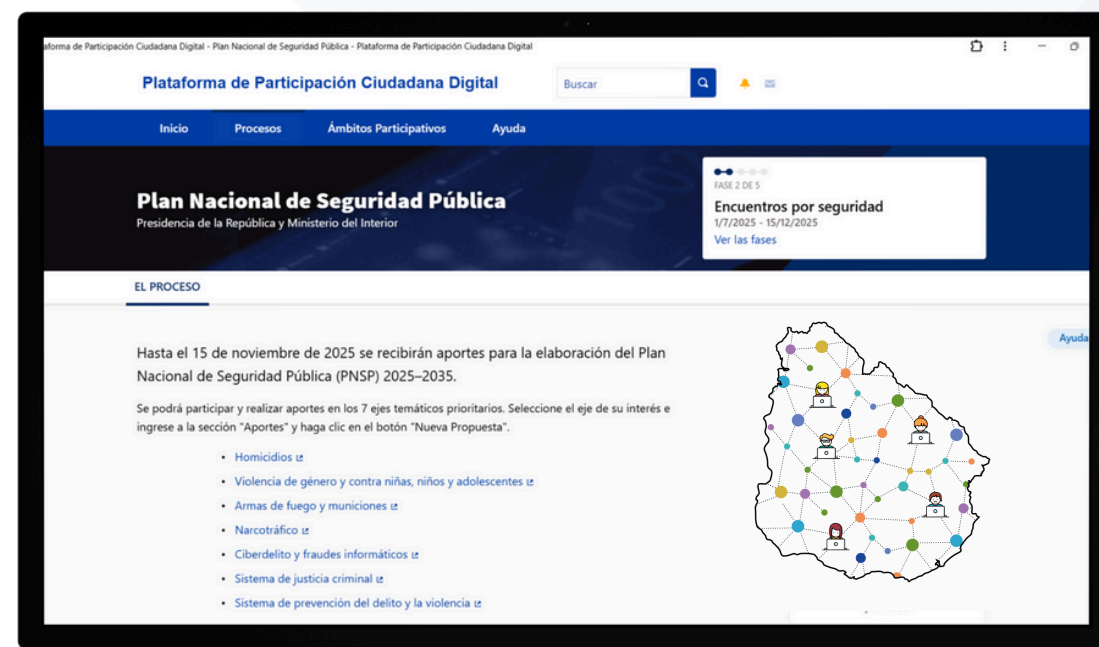 aforma de Participación Ciudadana Digital - Plan Nacional de Seguridad Pública - Plataforma de Participación Ciudadana Digital
Plataforma de Participación Ciudadana Digital
Buscar
Inicio Procesos Ámbitos Participativos Ayuda
Plan Nacional de Seguridad Pública
Presidencia de la República y Ministerio del Interior
FASE 2 DE 5
Encuentros por seguridad
1/7/2025 - 15/12/2025
Ver las fases
EL PROCESO
Ayuda
Hasta el 15 de noviembre de 2025 se recibirán aportes para la elaboración del Plan
Nacional de Seguridad Pública (PNSP) 2025–2035.
Se podrá participar y realizar aportes en los 7 ejes temáticos prioritarios. Seleccione el eje de su interés e
ingrese a la sección "Aportes" y haga clic en el botón "Nueva Propuesta".
• Homicidios
• Violencia de género y contra niñas, niños y adolescentes
• Armas de fuego y municiones
• Narcotráfico
• Ciberdelito y fraudes informáticos
• Sistema de justicia criminal
• Sistema de prevención del delito y la violencia